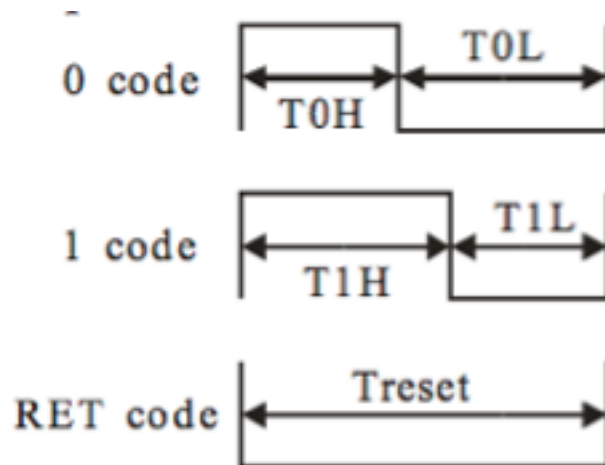 0 code
T0H
T0L
1 code
T1H
T1L
RET code
Treset